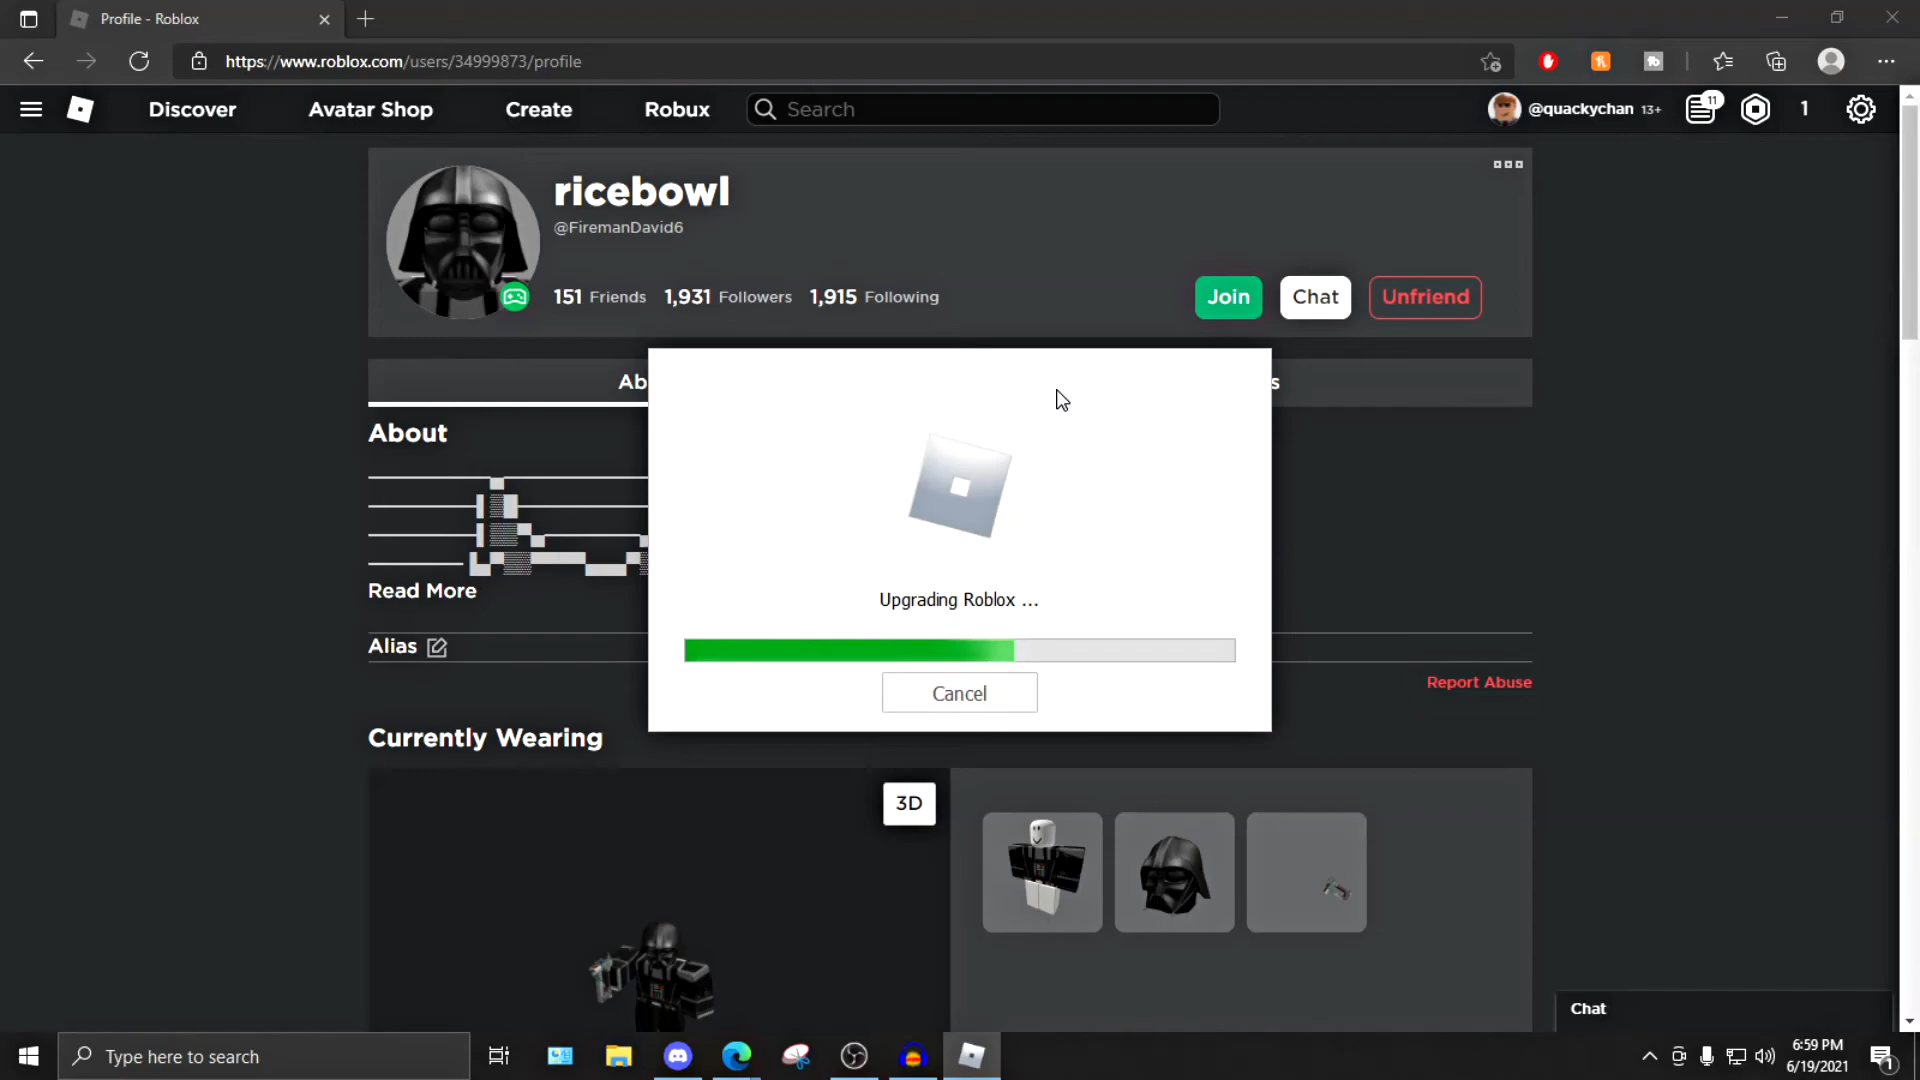 Profile - Roblox
https://www.roblox.com/users/34999873/profile
Discover
Avatar Shop
Create
Robux
Search
@quackychan 13+
11
1
ricebowl
@FiremanDavid6
151 Friends
1,931 Followers
1,915 Following
Join
Chat
Unfriend
Ab
s
About
Read More
Alias
Report Abuse
Upgrading Roblox ...
Cancel
Currently Wearing
3D
Chat
Type here to search
6:59 PM
6/19/2021
1